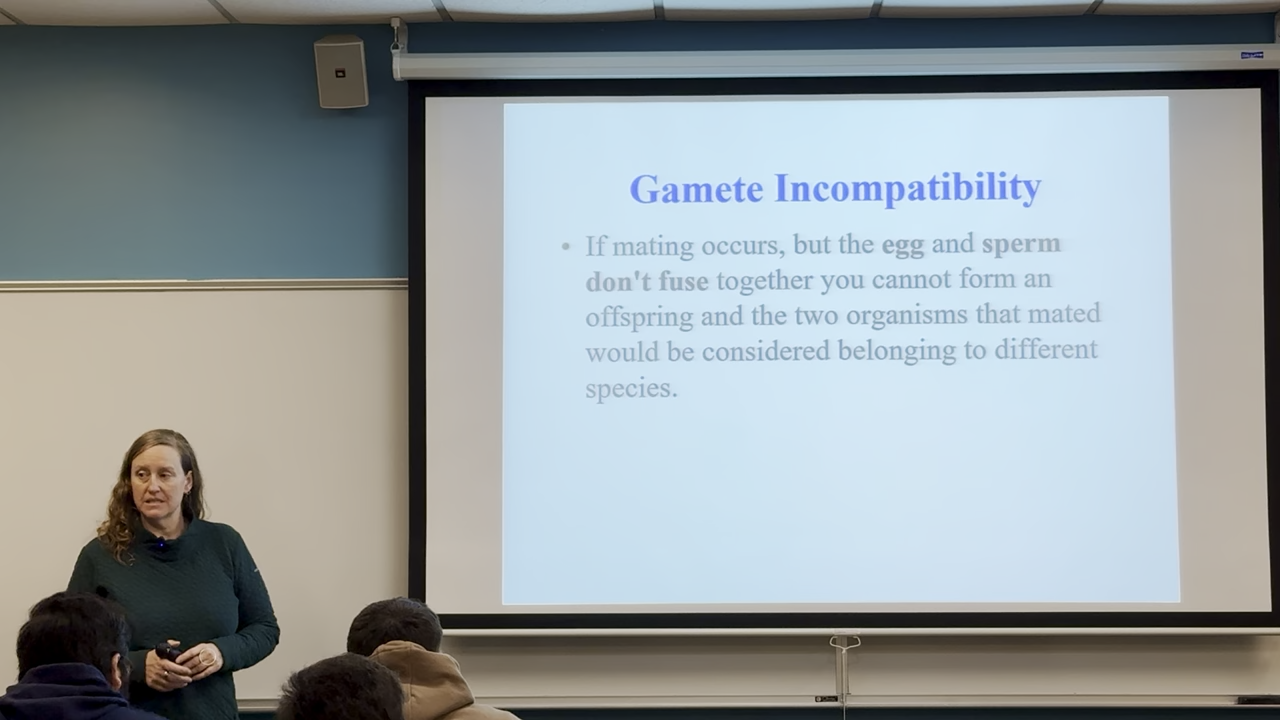 Gamete Incompatibility
• If mating occurs, but the egg and sperm
don't fuse together you cannot form an
offspring and the two organisms that mated
would be considered belonging to different
species.